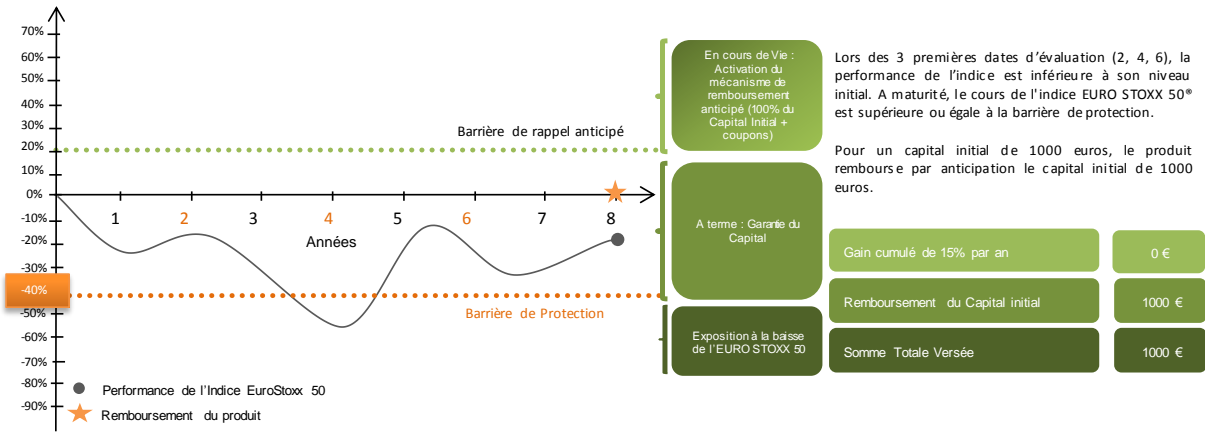 70%
60%
50%
40%
30%
20%
10%
0%
-10%
-20%
-30%
-40%
-50%
-60%
-70%
-80%
-90%
Barrière de rappel anticipé
1
2
3
4
5
6
7
8
Années
Barrière de Protection
Performance de l'Indice EuroStoxx 50
Remboursement du produit
En cours de Vie :
Activation du
mécanisme de
remboursement
anticipé (100% du
Capital Initial +
coupons)
A terme : Garantie du
Capital
Exposition à la baisse
de l'EURO STOXX 50
Lors des 3 premières dates d'évaluation (2, 4, 6), la
performance de l'indice est inférieure à son niveau
initial. A maturité, le cours de l'indice EURO STOXX 50®
est supérieure ou égale à la barrière de protection.
Pour un capital initial de 1000 euros, le produit
rembourse par anticipation le capital initial de 1000
euros.
Gain cumulé de 15% par an
0 €
Remboursement du Capital initial
1000 €
Somme Totale Versée
1000 €